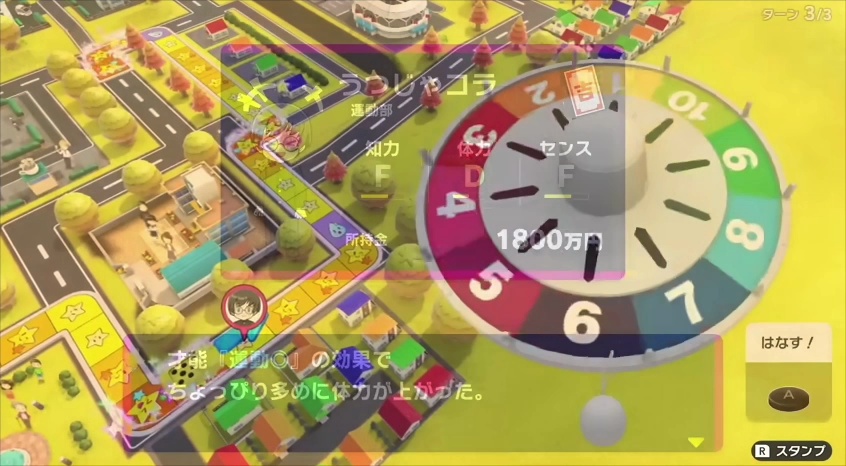 ターン 3/3
うっじゃコラ
運動部
知力 体力 センス
F D F
所持金 1800万円
1
2
3
4
5
6
7
8
9
10
才能『運動◎』の効果で
ちょっぴり多めに体力が上がった。
はなす！
A
R スタンプ